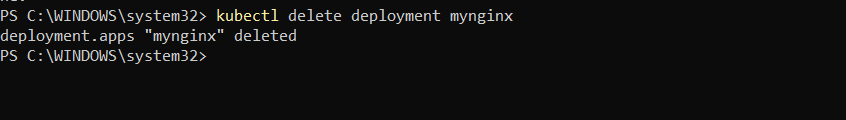 PS C:\WINDOWS\system32> kubectl delete deployment mynginx
deployment.apps "mynginx" deleted
PS C:\WINDOWS\system32>